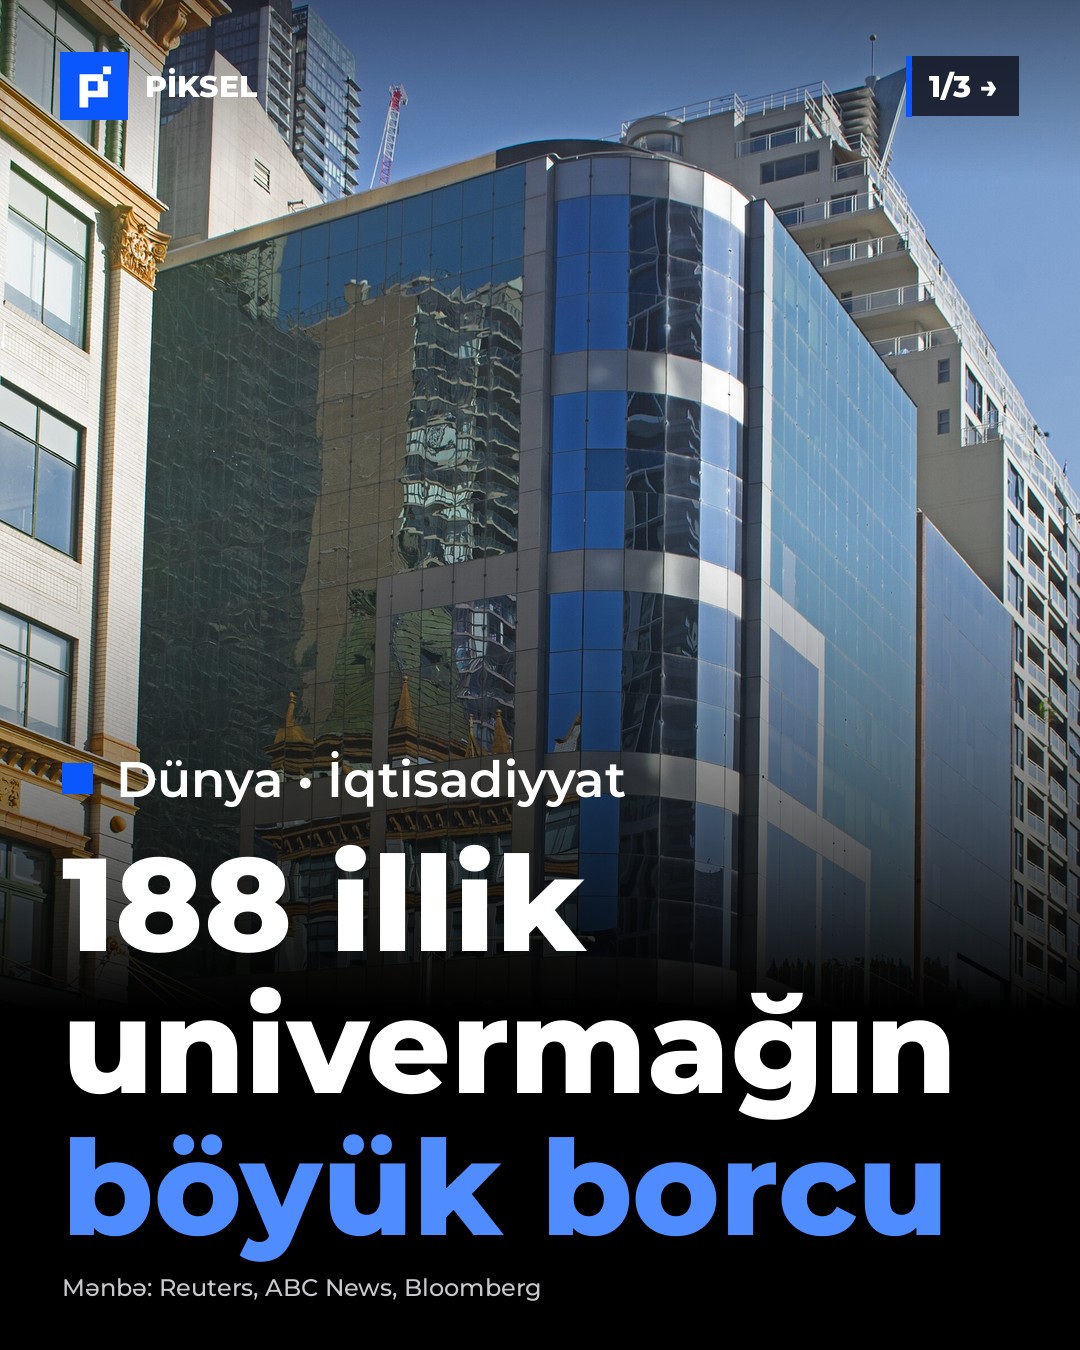 PİKSEL
1/3 →
Dünya • İqtisadiyyat
188 illik
univermağın
böyük borcu
Mənbə: Reuters, ABC News, Bloomberg